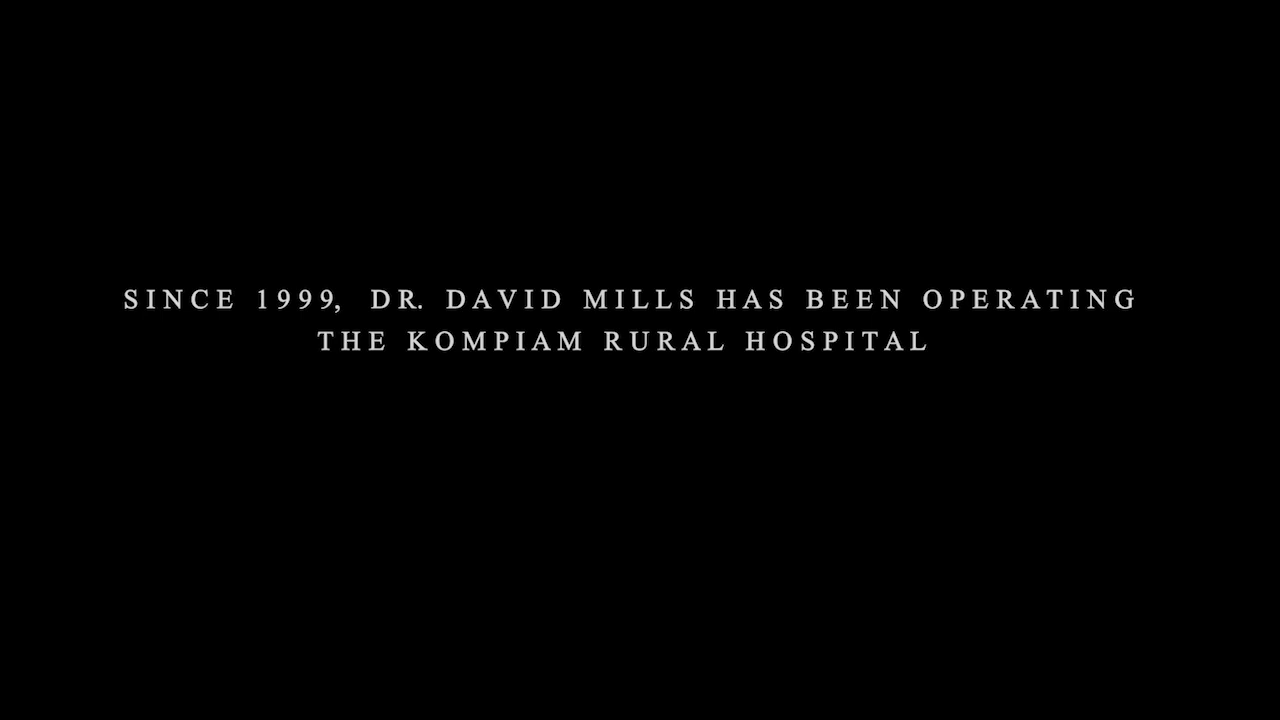 SINCE 1999, DR. DAVID MILLS HAS BEEN OPERATING
THE KOMPIAM RURAL HOSPITAL